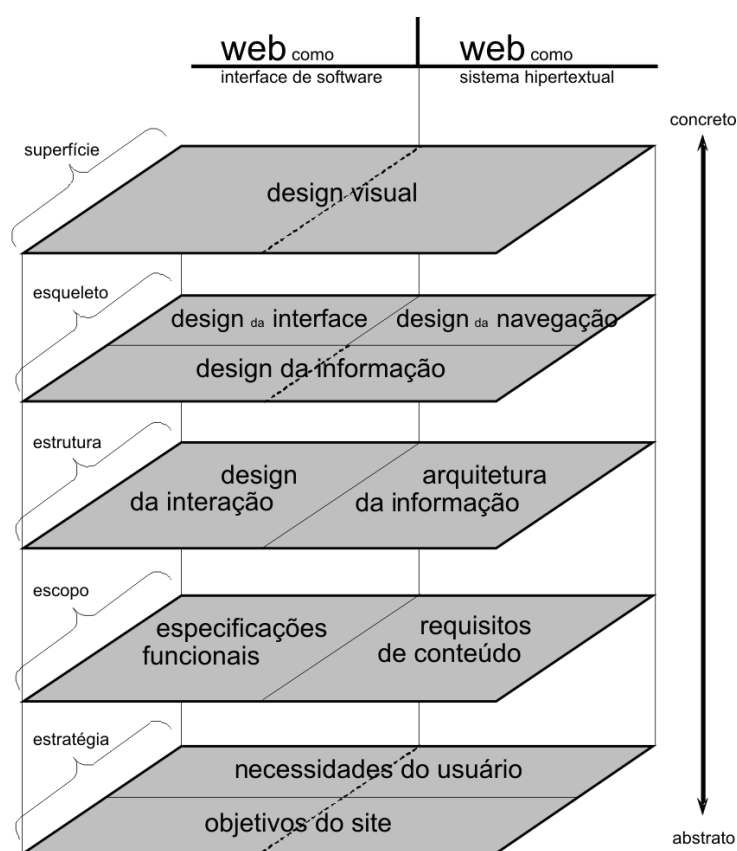 web como
interface de software
web como
sistema hipertextual
concreto
superfície
design visual
esqueleto
design da interface
design da navegação
design da informação
estrutura
design
da interação
arquitetura
da informação
escopo
especificações
funcionais
requisitos
de conteúdo
estratégia
necessidades do usuário
objetivos do site
abstrato